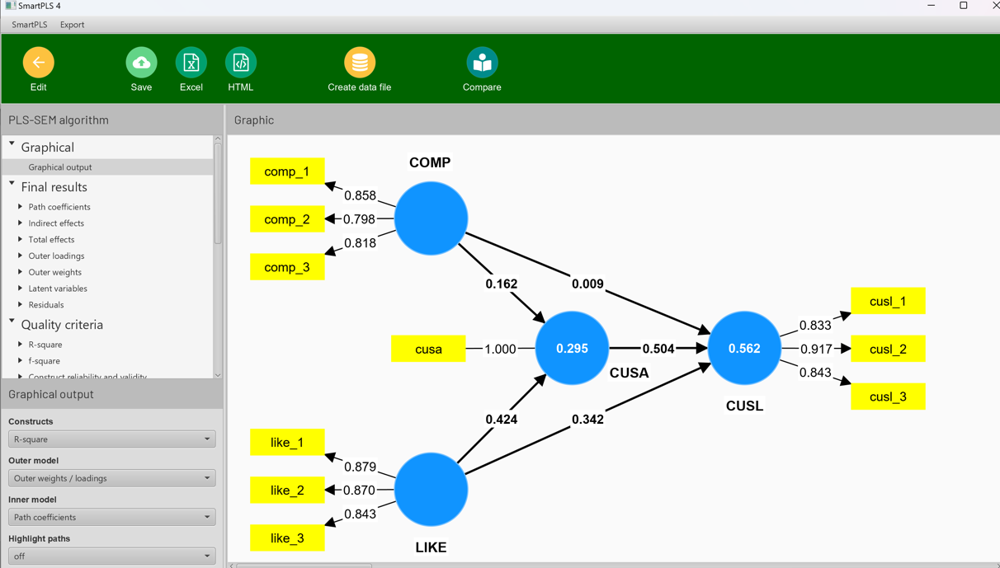 SmartPLS 4
SmartPLS Export
Edit Save Excel HTML Create data file Compare
PLS-SEM algorithm
Graphical
Graphical output
Final results
Path coefficients
Indirect effects
Total effects
Outer loadings
Outer weights
Latent variables
Residuals
Quality criteria
R-square
f-square
Construct reliability and validity
Graphical output
Constructs
R-square
Outer model
Outer weights / loadings
Inner model
Path coefficients
Highlight paths
off
Graphic
COMP
comp_1
0.858
comp_2
0.798
0.818
comp_3
0.162
0.009
cusa
1.000
0.295
0.504
0.562
CUSA
CUSL
cusl_1
0.833
0.917
cusl_2
0.843
cusl_3
0.424
0.342
like_1
0.879
like_2
0.870
0.843
like_3
LIKE